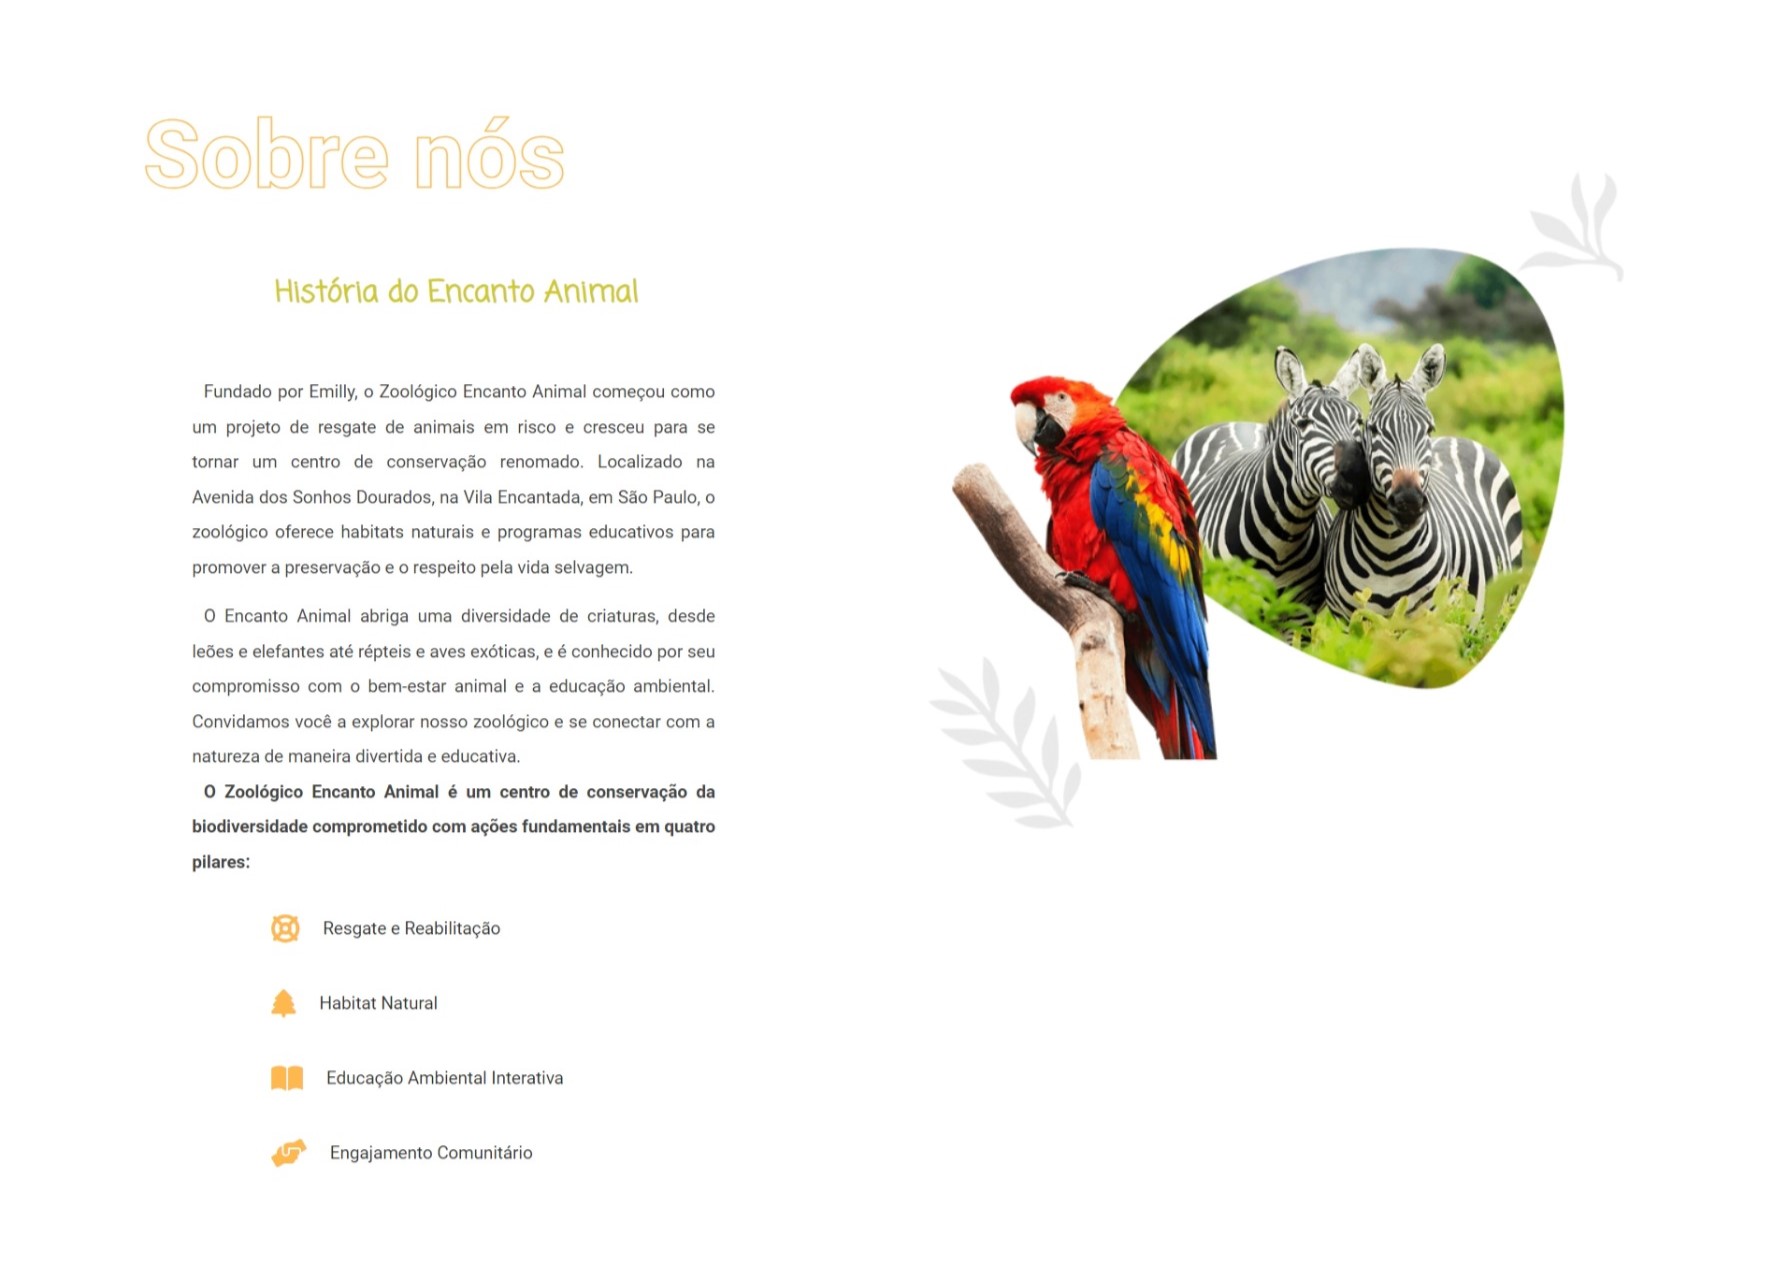 Sobre nós
História do Encanto Animal
Fundado por Emilly, o Zoológico Encanto Animal começou como
um projeto de resgate de animais em risco e cresceu para se
tornar um centro de conservação renomado. Localizado na
Avenida dos Sonhos Dourados, na Vila Encantada, em São Paulo, o
zoológico oferece habitats naturais e programas educativos para
promover a preservação e o respeito pela vida selvagem.
O Encanto Animal abriga uma diversidade de criaturas, desde
leões e elefantes até répteis e aves exóticas, e é conhecido por seu
compromisso com o bem-estar animal e a educação ambiental.
Convidamos você a explorar nosso zoológico e se conectar com a
natureza de maneira divertida e educativa.
O Zoológico Encanto Animal é um centro de conservação da
biodiversidade comprometido com ações fundamentais em quatro
pilares:
Resgate e Reabilitação
Habitat Natural
Educação Ambiental Interativa
Engajamento Comunitário